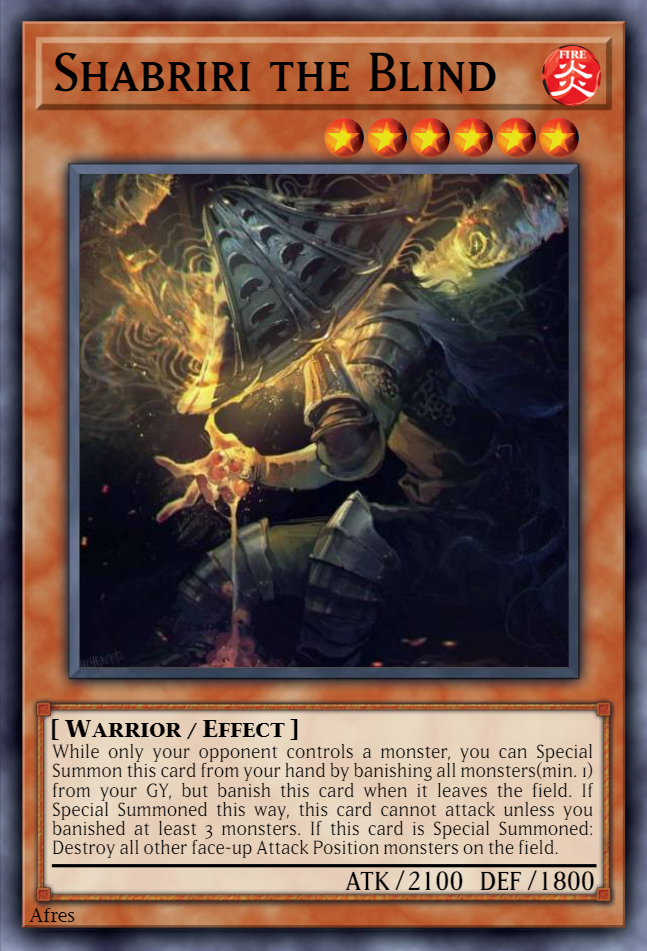 Shabriri the Blind
FIRE
炎
[ Warrior / Effect ]
While only your opponent controls a monster, you can Special
Summon this card from your hand by banishing all monsters(min. 1)
from your GY, but banish this card when it leaves the field. If
Special Summoned this way, this card cannot attack unless you
banished at least 3 monsters. If this card is Special Summoned:
Destroy all other face-up Attack Position monsters on the field.
ATK/2100 DEF/1800
Afres